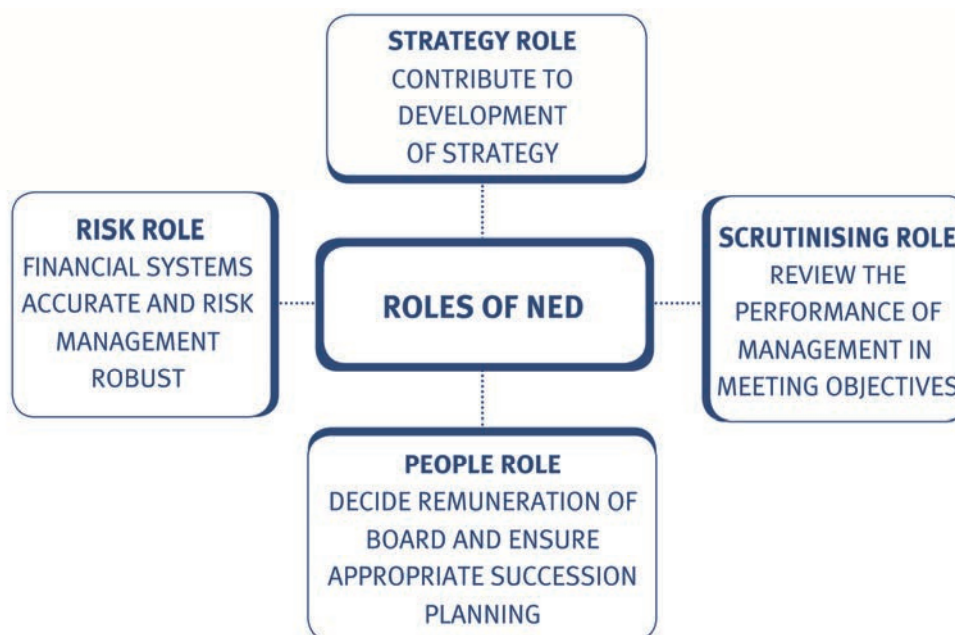 STRATEGY ROLE
CONTRIBUTE TO
DEVELOPMENT
OF STRATEGY
RISK ROLE
FINANCIAL SYSTEMS
ACCURATE AND RISK
MANAGEMENT
ROBUST
ROLES OF NED
SCRUTINISING ROLE
REVIEW THE
PERFORMANCE OF
MANAGEMENT IN
MEETING OBJECTIVES
PEOPLE ROLE
DECIDE REMUNERATION OF
BOARD AND ENSURE
APPROPRIATE SUCCESSION
PLANNING